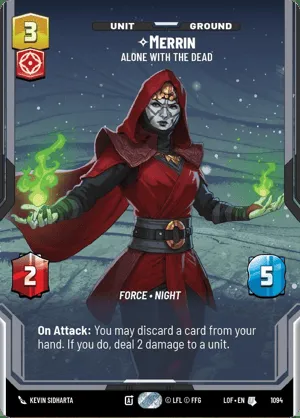 3
UNIT
GROUND
MERRIN
ALONE WITH THE DEAD
2
5
FORCE • NIGHT
On Attack: You may discard a card from your
hand. If you do, deal 2 damage to a unit.
KEVIN SIDHARTA
© LFL © FFG
LOF • EN
1094